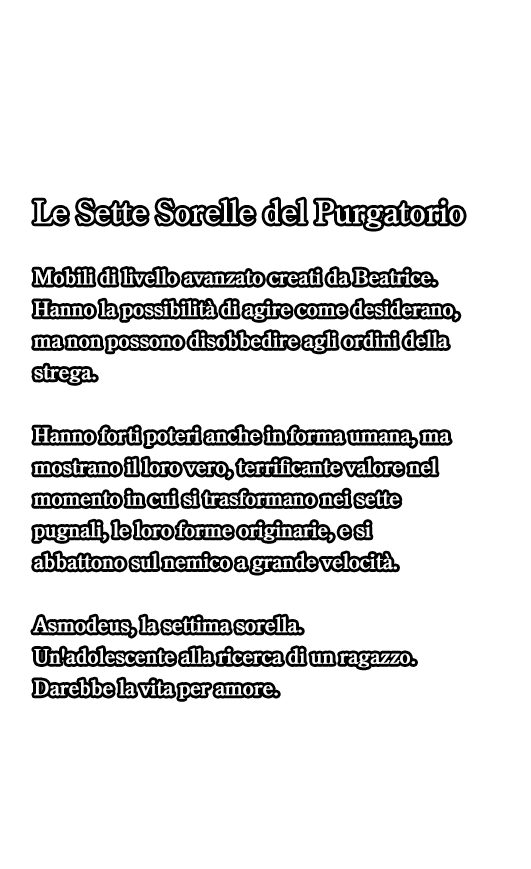 Le Sette Sorelle del Purgatorio
Mobili di livello avanzato creati da Beatrice.
Hanno la possibilità di agire come desiderano,
ma non possono disobbedire agli ordini della
strega.
Hanno forti poteri anche in forma umana, ma
mostrano il loro vero, terrificante valore nel
momento in cui si trasformano nei sette
pugnali, le loro forme originarie, e si
abbattono sul nemico a grande velocità.
Asmodeus, la settima sorella.
Un'adolescente alla ricerca di un ragazzo.
Darebbe la vita per amore.